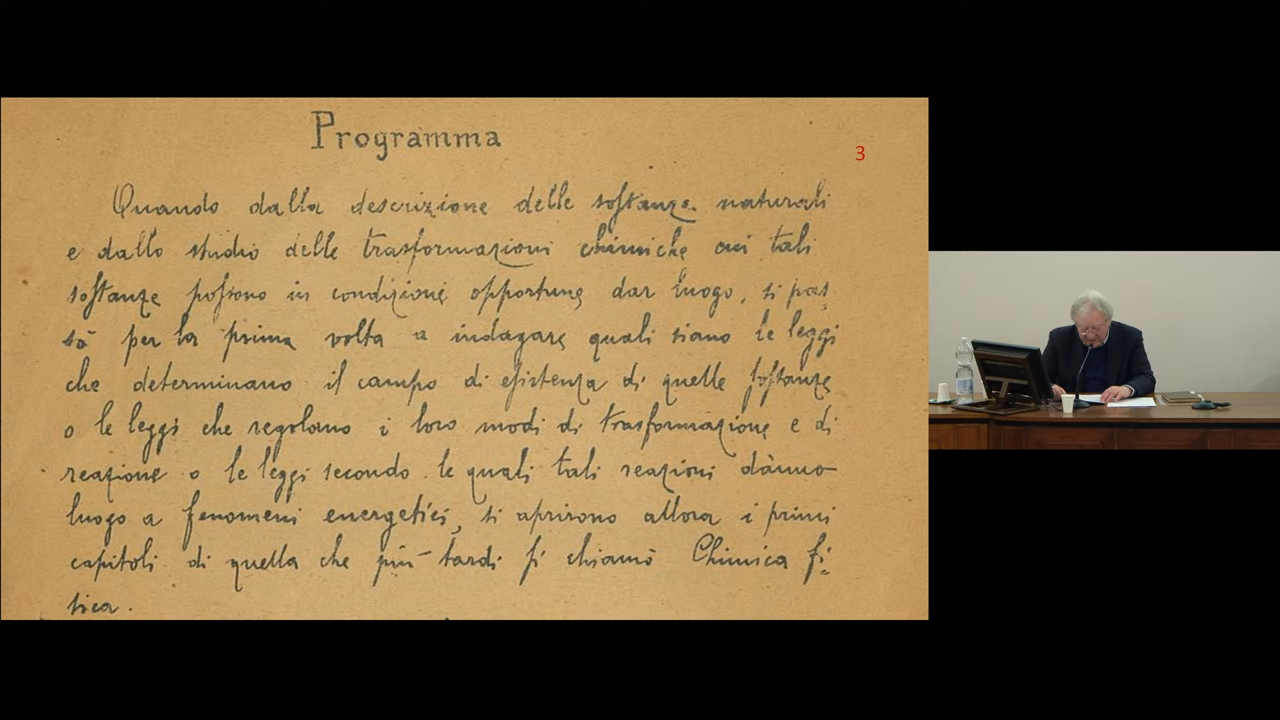 Programma
3
Quando dalla descrizione delle sostanze naturali
e dallo studio delle trasformazioni chimiche cui tali
sostanze possono in condizione opportune dar luogo, si pas-
sò per la prima volta a indagare quali siano le leggi
che determinano il campo di esistenza di quelle sostanze
o le leggi che regolano i loro modi di trasformazione e di
reazione o le leggi secondo le quali tali reazioni dànno
luogo a fenomeni energetici, si aprirono allora i primi
capitoli di quella che più tardi si chiamò Chimica fi-
sica.